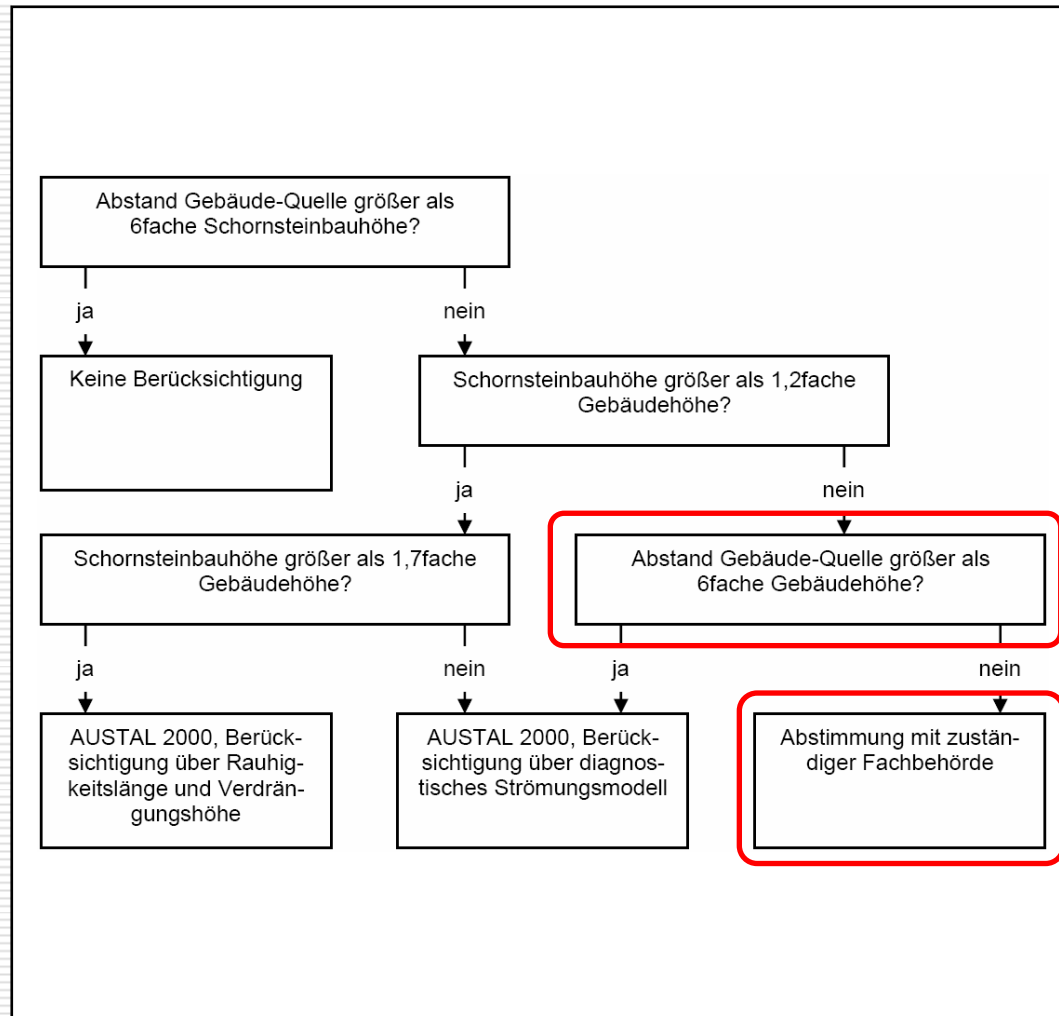 Abstand Gebäude-Quelle größer als
6fache Schornsteinbauhöhe?
ja
nein
Keine Berücksichtigung
Schornsteinbauhöhe größer als 1,2fache
Gebäudehöhe?
ja
nein
Schornsteinbauhöhe größer als 1,7fache
Gebäudehöhe?
Abstand Gebäude-Quelle größer als
6fache Gebäudehöhe?
ja
nein
ja
nein
AUSTAL 2000, Berück-
sichtigung über Rauhig-
keitslänge und Verdrän-
gungshöhe
AUSTAL 2000, Berück-
sichtigung über diagnos-
tisches Strömungsmodell
Abstimmung mit zustän-
diger Fachbehörde